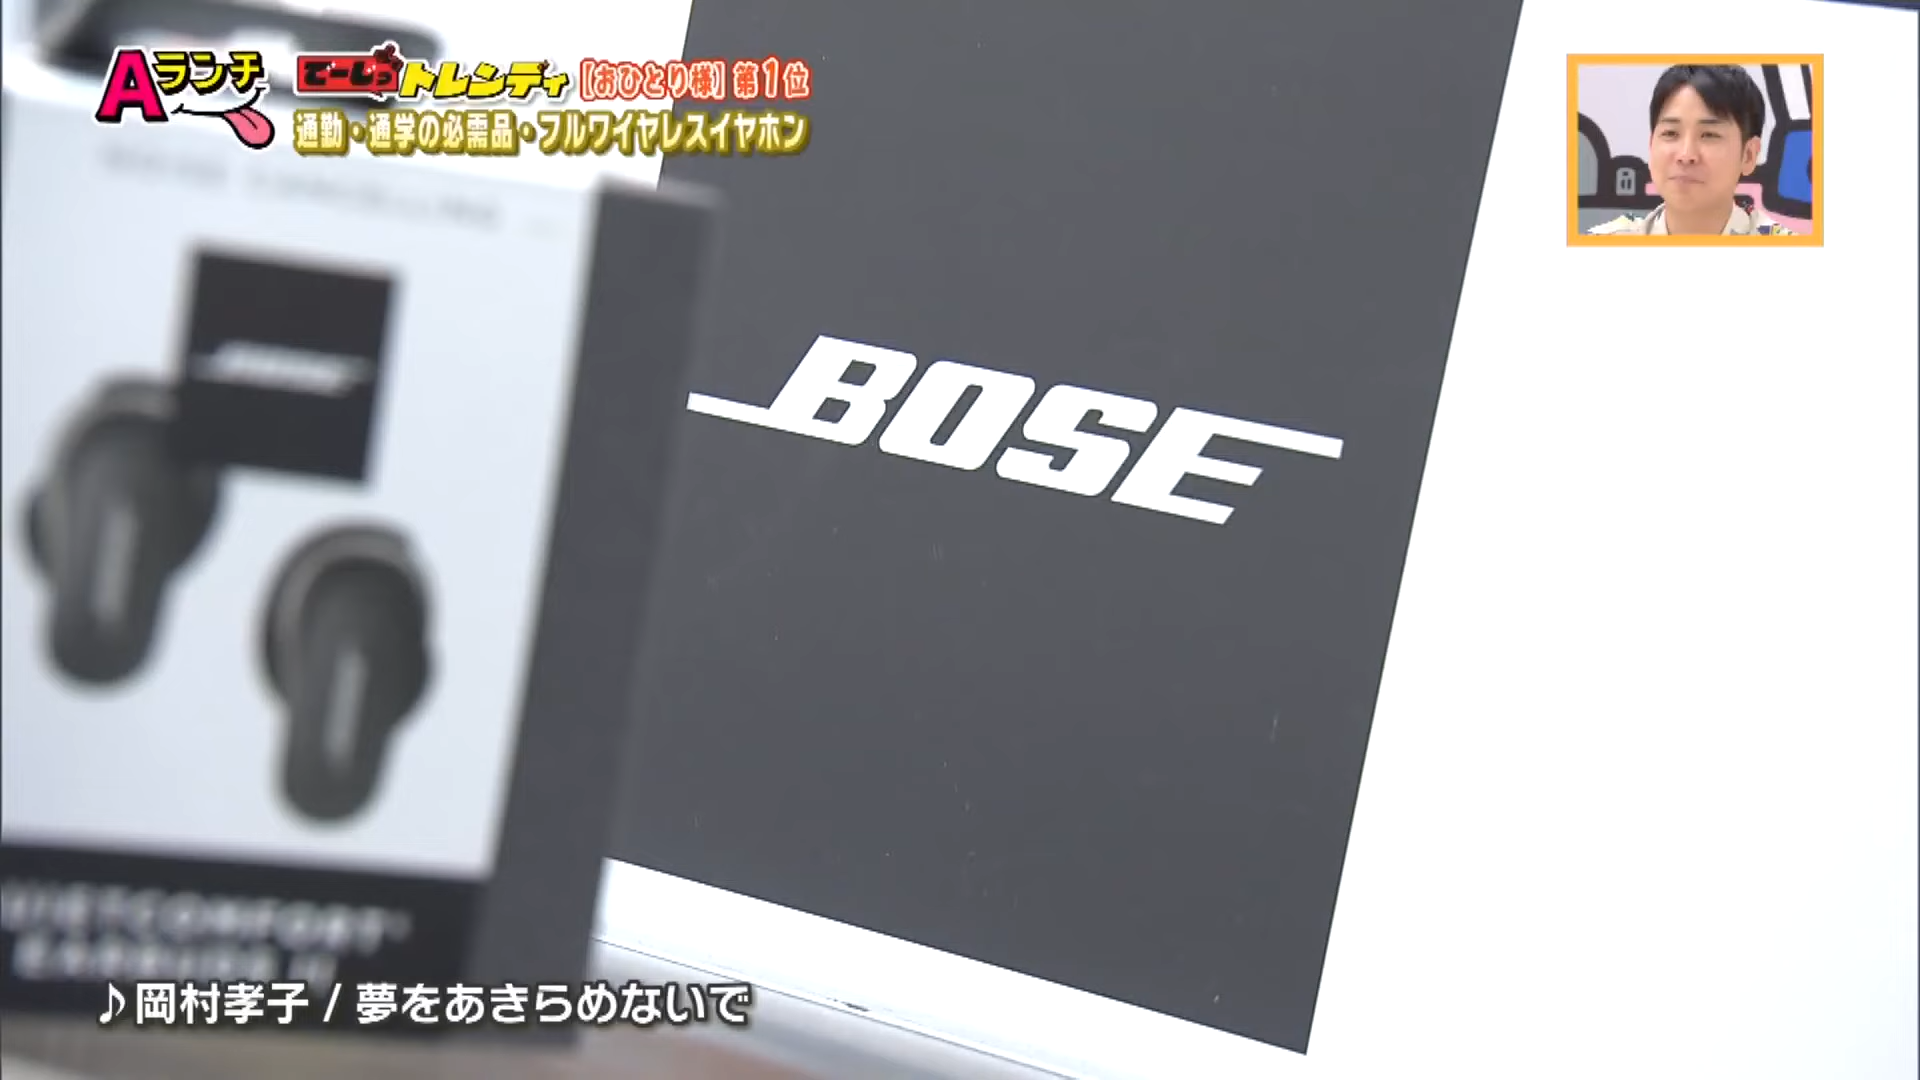 Aランチ
でーじっトレンディ [おひとり様] 第1位
通勤・通学の必需品・フルワイヤレスイヤホン
BOSE
BOSE
♪岡村孝子 / 夢をあきらめないで